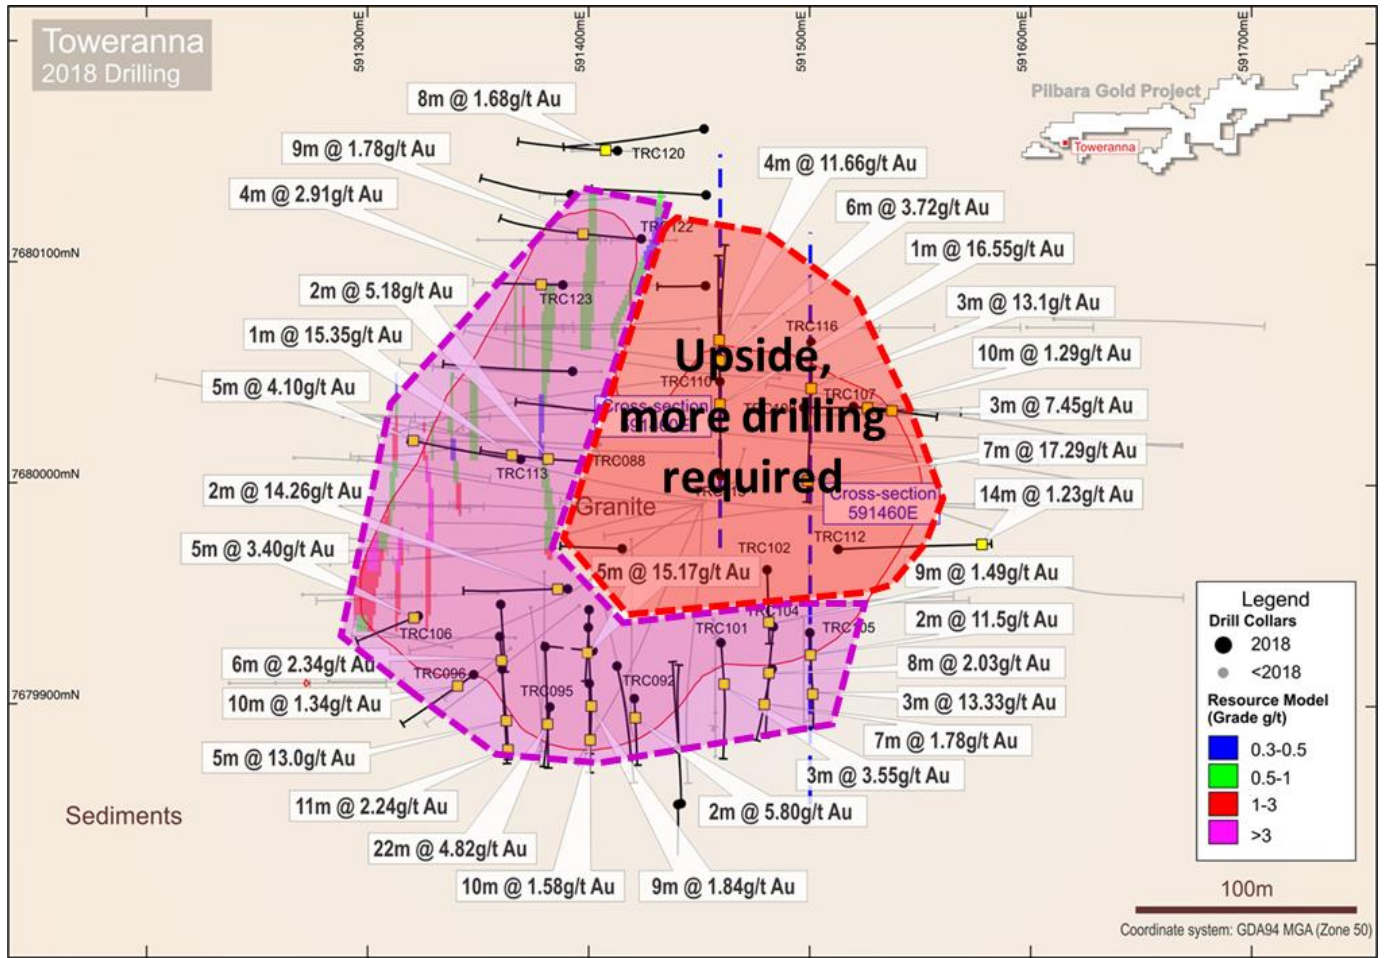 Toweranna
2018 Drilling
591300mE
591400mE
591500mE
591600mE
591700mE
Pilbara Gold Project
Toweranna
8m @ 1.68g/t Au
TRC120
9m @ 1.78g/t Au
4m @ 11.66g/t Au
4m @ 2.91g/t Au
6m @ 3.72g/t Au
TRC122
1m @ 16.55g/t Au
7680100mN
2m @ 5.18g/t Au
TRC123
3m @ 13.1g/t Au
1m @ 15.35g/t Au
TRC116
10m @ 1.29g/t Au
Upside,
more drilling
required
5m @ 4.10g/t Au
TRC110
TRC107
3m @ 7.45g/t Au
Cross-section
591460E
7m @ 17.29g/t Au
TRC088
TRC113
7680000mN
2m @ 14.26g/t Au
Cross-section
591460E
14m @ 1.23g/t Au
Granite
5m @ 3.40g/t Au
TRC112
TRC102
5m @ 15.17g/t Au
9m @ 1.49g/t Au
TRC104
2m @ 11.5g/t Au
TRC106
TRC101
TRC105
6m @ 2.34g/t Au
8m @ 2.03g/t Au
TRC096
TRC095
TRC092
7679900mN
10m @ 1.34g/t Au
3m @ 13.33g/t Au
7m @ 1.78g/t Au
5m @ 13.0g/t Au
3m @ 3.55g/t Au
11m @ 2.24g/t Au
2m @ 5.80g/t Au
Sediments
22m @ 4.82g/t Au
10m @ 1.58g/t Au
9m @ 1.84g/t Au
Legend
Drill Collars
2018
<2018
Resource Model
(Grade g/t)
0.3-0.5
0.5-1
1-3
>3
100m
Coordinate system: GDA94 MGA (Zone 50)